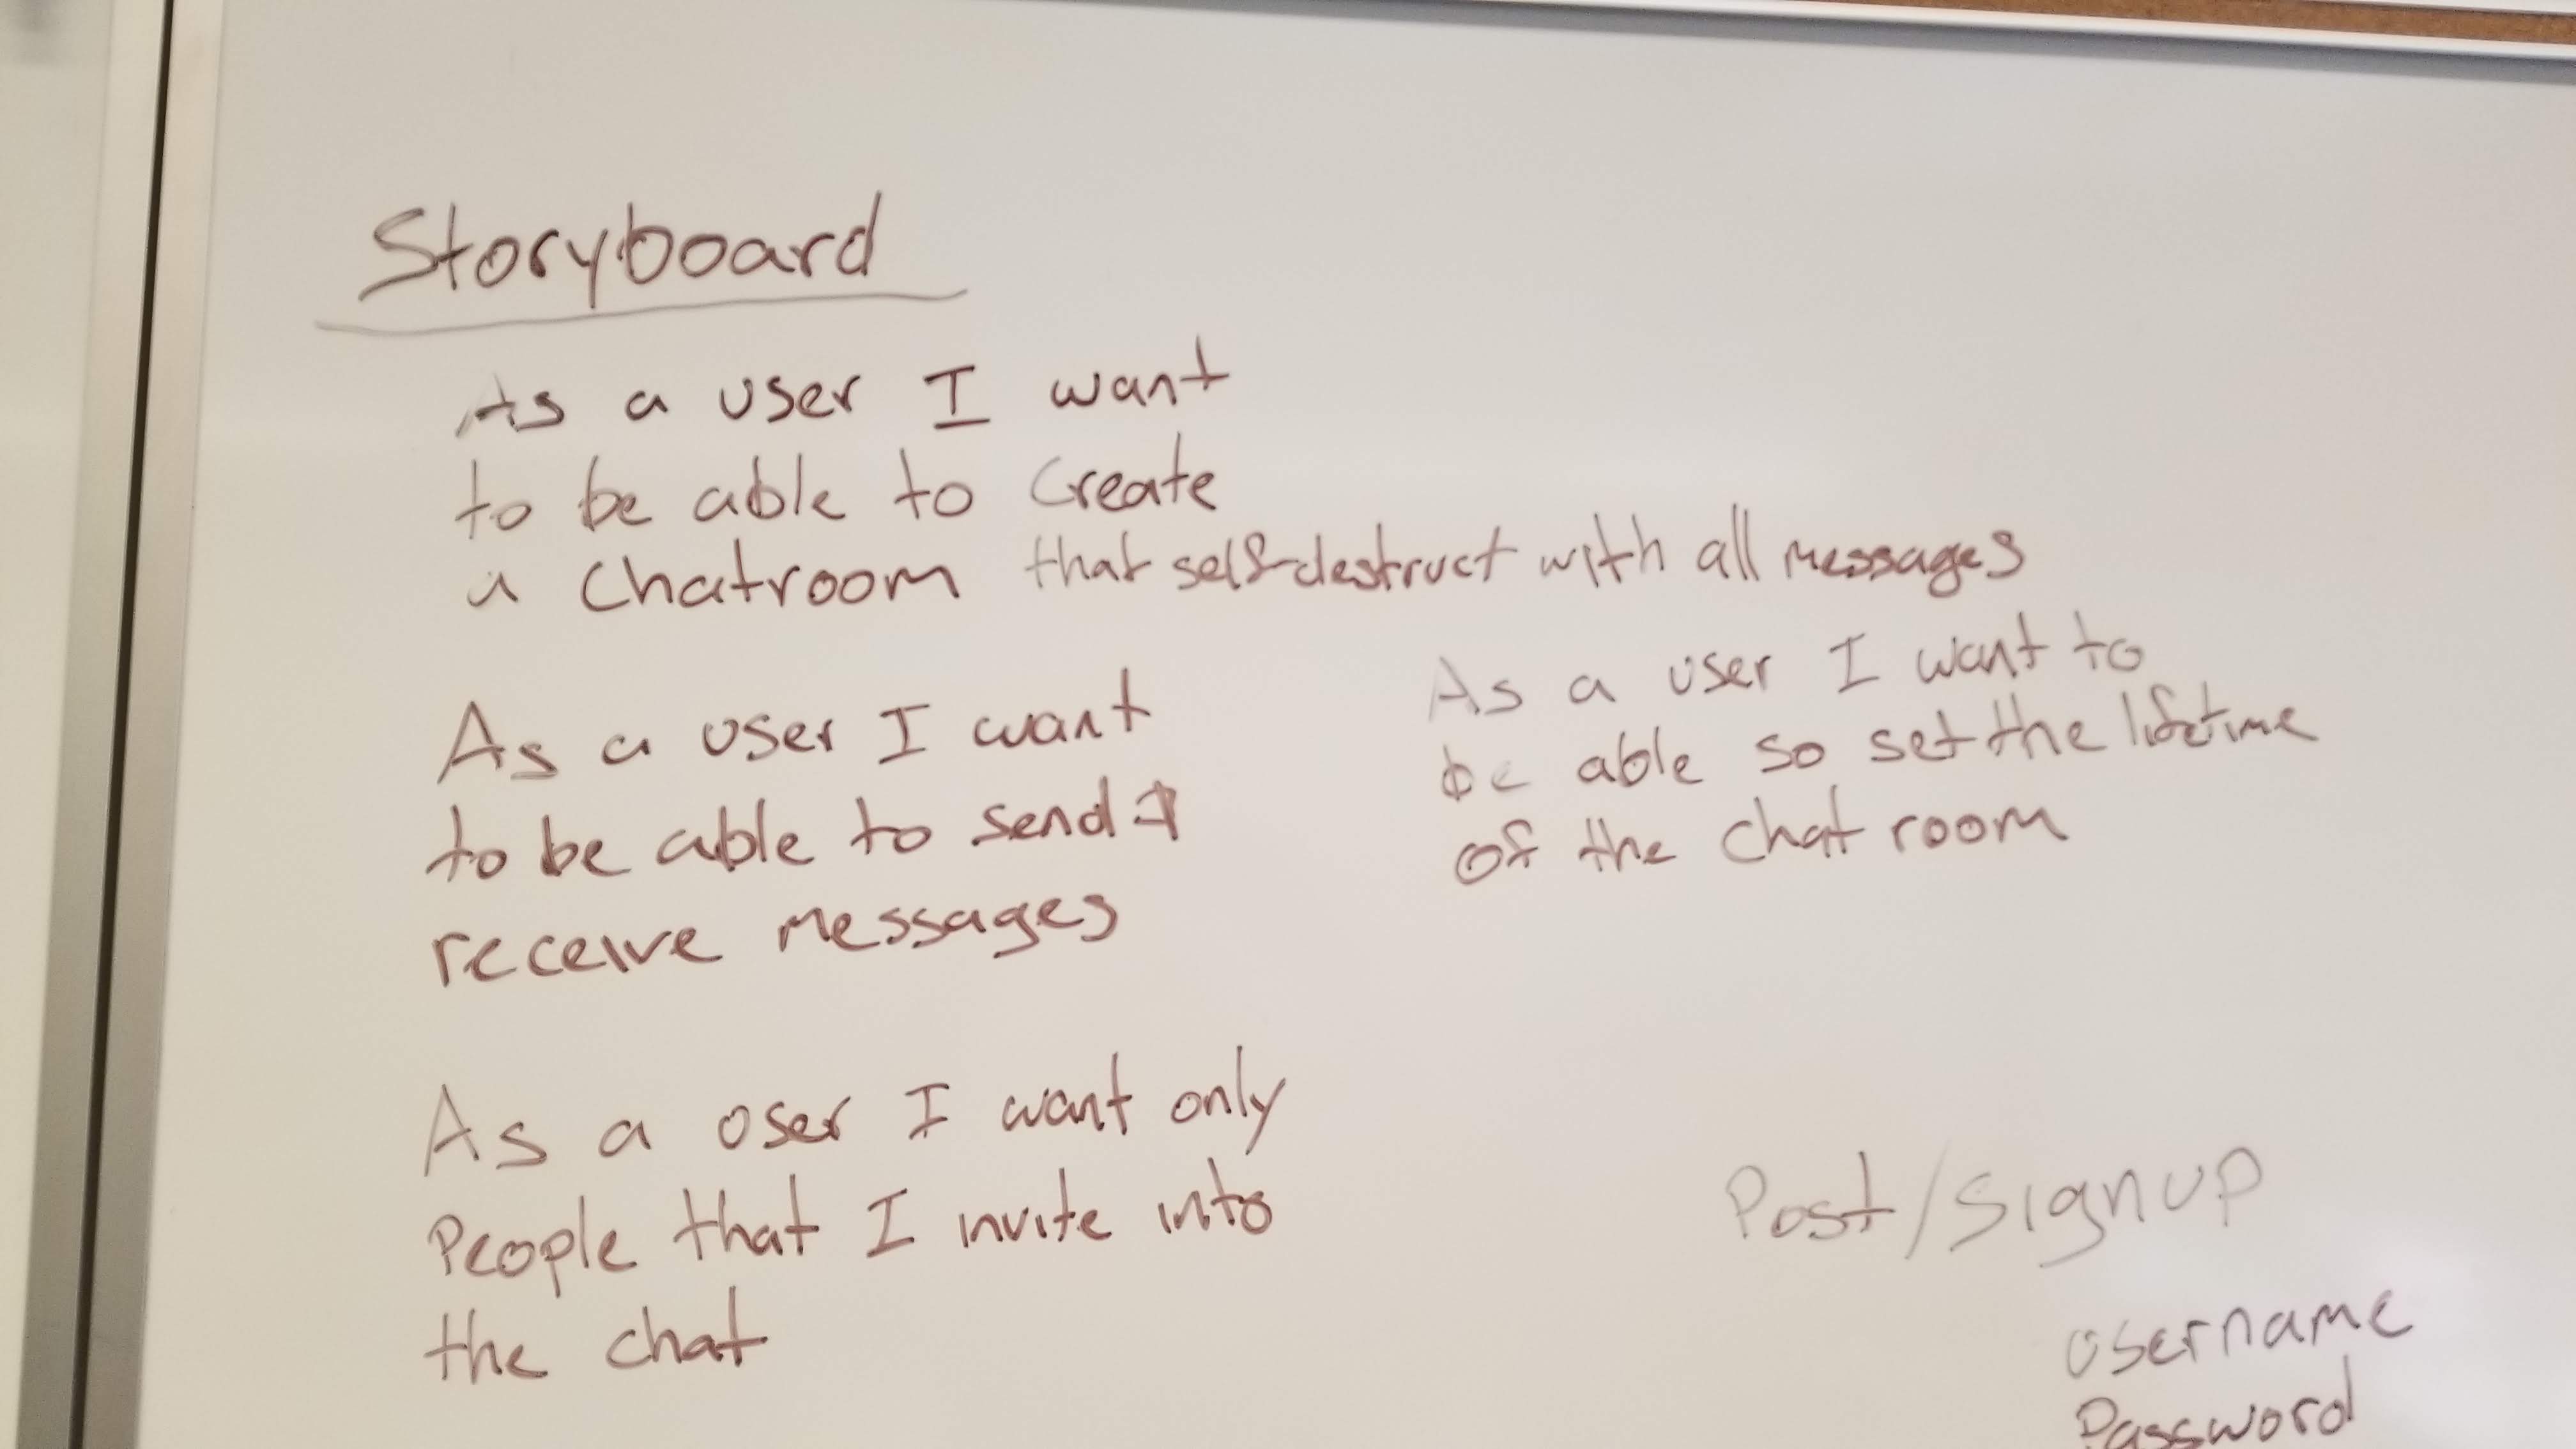 Storyboard
As a user I want
to be able to create
a chatroom that self-destruct with all messages
As a user I want
to be able to send +
receive messages
As a user I want to
be able so set the lifetime
of the chat room
As a user I want only
People that I invite into
the chat
Post/signup
username
Password